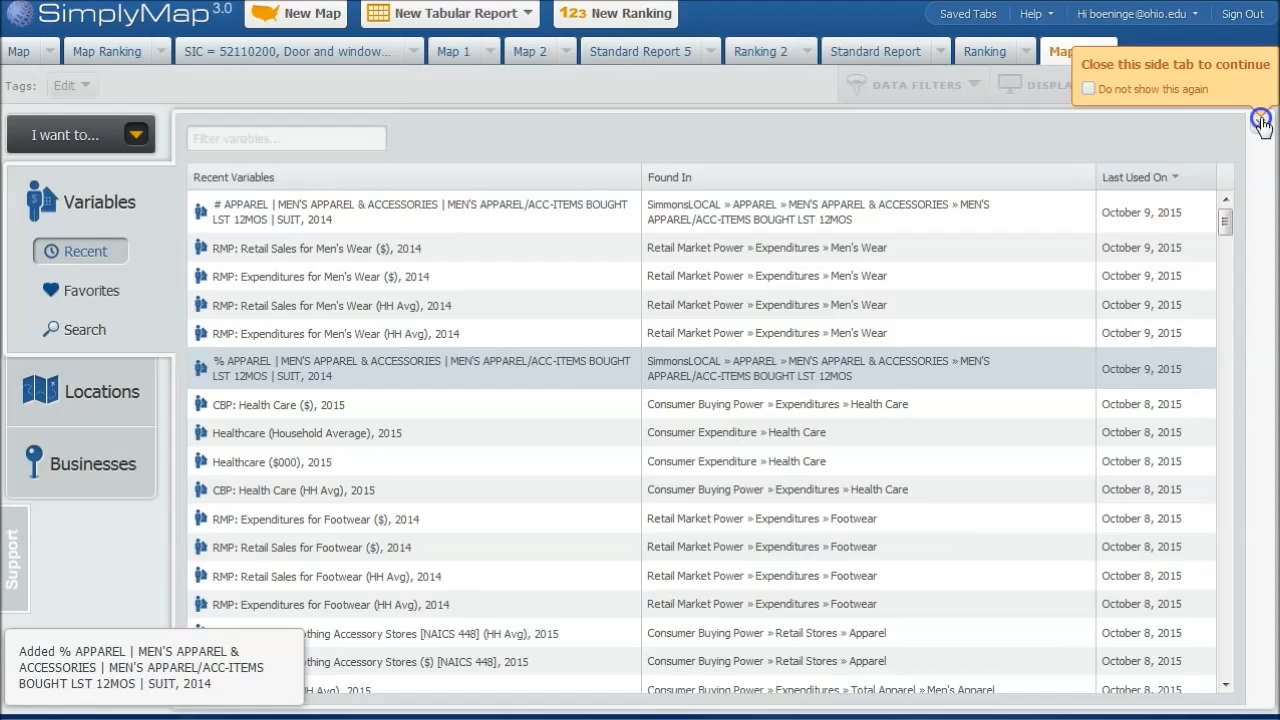 SimplyMap 3.0
New Map
New Tabular Report
123 New Ranking
Saved Tabs
Help
Hi boeninge@ohio.edu
Sign Out
Map
Map Ranking
SIC = 52110200, Door and window...
Map 1
Map 2
Standard Report 5
Ranking 2
Standard Report
Ranking
Map
Close this side tab to continue
Do not show this again
Tags:
Edit
DATA FILTERS
I want to...
Filter variables...
Variables
Recent
Favorites
Search
Locations
Businesses
Support
Recent Variables
Found In
Last Used On
# APPAREL | MEN'S APPAREL & ACCESSORIES | MEN'S APPAREL/ACC-ITEMS BOUGHT
LST 12MOS | SUIT, 2014
SimmonsLOCAL » APPAREL » MEN'S APPAREL & ACCESSORIES » MEN'S
APPAREL/ACC-ITEMS BOUGHT LST 12MOS
October 9, 2015
RMP: Retail Sales for Men's Wear ($), 2014
Retail Market Power » Expenditures » Men's Wear
October 9, 2015
RMP: Expenditures for Men's Wear ($), 2014
Retail Market Power » Expenditures » Men's Wear
October 9, 2015
RMP: Retail Sales for Men's Wear (HH Avg), 2014
Retail Market Power » Expenditures » Men's Wear
October 9, 2015
RMP: Expenditures for Men's Wear (HH Avg), 2014
Retail Market Power » Expenditures » Men's Wear
October 9, 2015
% APPAREL | MEN'S APPAREL & ACCESSORIES | MEN'S APPAREL/ACC-ITEMS BOUGHT
LST 12MOS | SUIT, 2014
SimmonsLOCAL » APPAREL » MEN'S APPAREL & ACCESSORIES » MEN'S
APPAREL/ACC-ITEMS BOUGHT LST 12MOS
October 9, 2015
CBP: Health Care ($), 2015
Consumer Buying Power » Expenditures » Health Care
October 8, 2015
Healthcare (Household Average), 2015
Consumer Expenditure » Health Care
October 8, 2015
Healthcare ($000), 2015
Consumer Expenditure » Health Care
October 8, 2015
CBP: Health Care (HH Avg), 2015
Consumer Buying Power » Expenditures » Health Care
October 8, 2015
RMP: Expenditures for Footwear ($), 2014
Retail Market Power » Expenditures » Footwear
October 8, 2015
RMP: Retail Sales for Footwear ($), 2014
Retail Market Power » Expenditures » Footwear
October 8, 2015
RMP: Retail Sales for Footwear (HH Avg), 2014
Retail Market Power » Expenditures » Footwear
October 8, 2015
RMP: Expenditures for Footwear (HH Avg), 2014
Retail Market Power » Expenditures » Footwear
October 8, 2015
thing Accessory Stores [NAICS 448] (HH Avg), 2015
Consumer Buying Power » Retail Stores » Apparel
October 8, 2015
thing Accessory Stores ($) [NAICS 448], 2015
Consumer Buying Power » Retail Stores » Apparel
October 8, 2015
Avg), 2015
Consumer Buying Power » Expenditures » Total Apparel » Men's Apparel
October 8, 2015
Added % APPAREL | MEN'S APPAREL &
ACCESSORIES | MEN'S APPAREL/ACC-ITEMS
BOUGHT LST 12MOS | SUIT, 2014